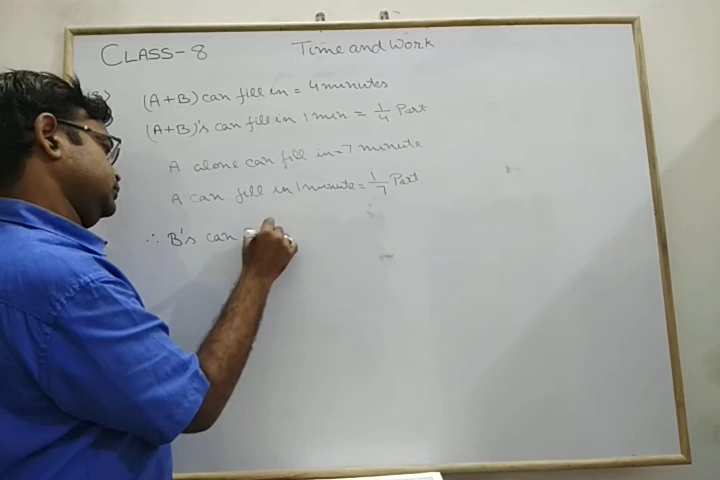 CLASS-8
Time and Work
(A+B) can fill in = 4 minutes
(A+B)'s can fill in 1 min = 1/4 Part
A alone can fill in = 7 minute
A can fill in 1 minute = 1/7 Part
∴ B's can